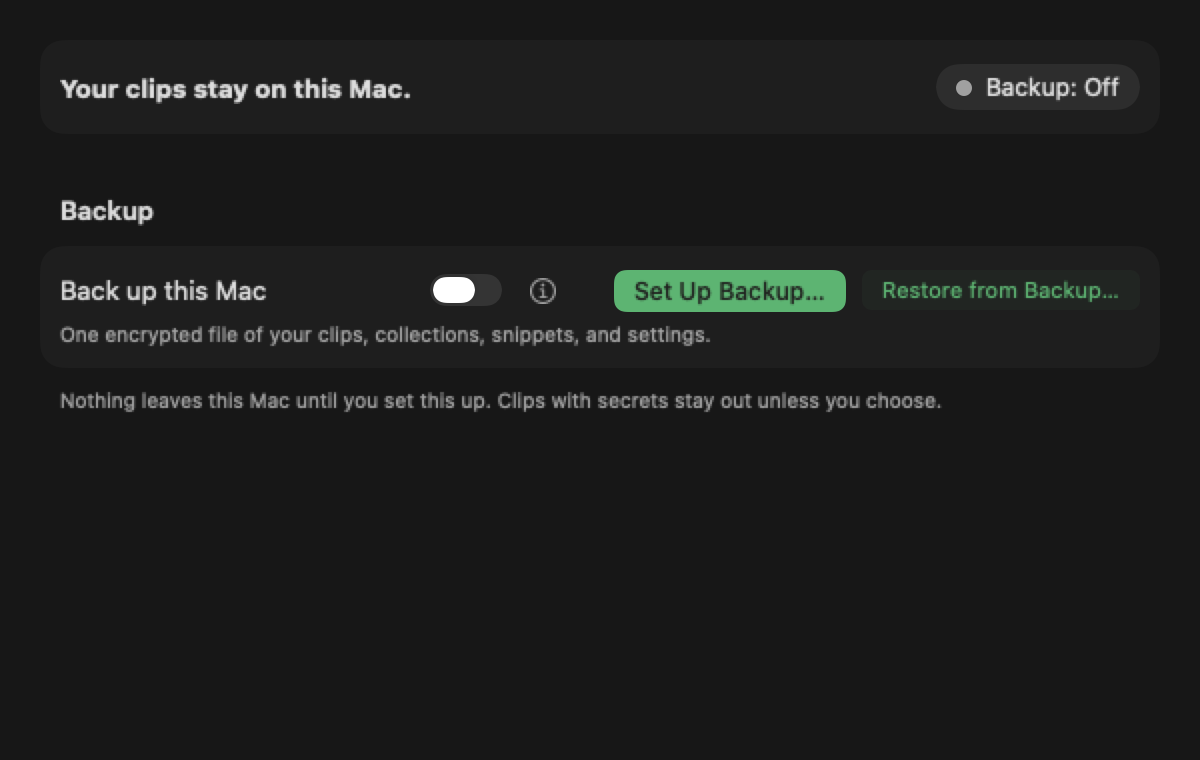 Your clips stay on this Mac.
Backup: Off
Backup
Back up this Mac
Set Up Backup...
Restore from Backup...
One encrypted file of your clips, collections, snippets, and settings.
Nothing leaves this Mac until you set this up. Clips with secrets stay out unless you choose.